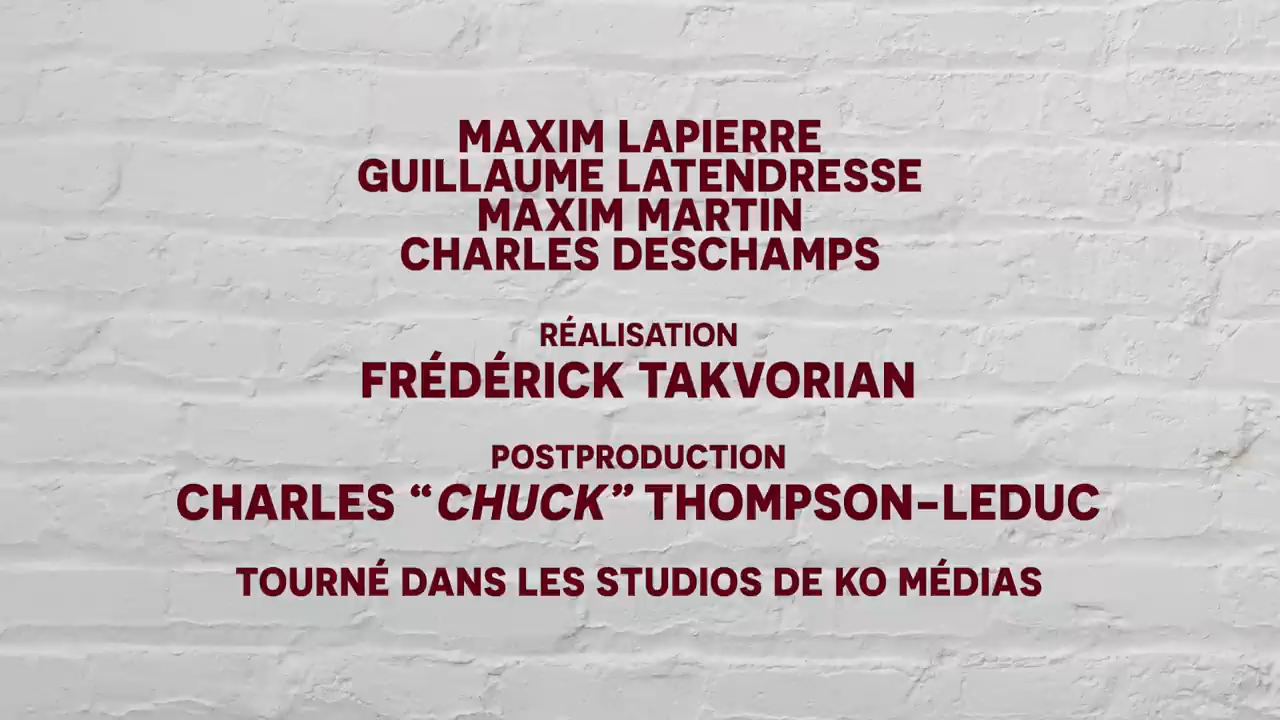 MAXIM LAPIERRE
GUILLAUME LATENDRESSE
MAXIM MARTIN
CHARLES DESCHAMPS
RÉALISATION
FRÉDÉRICK TAKVORIAN
POSTPRODUCTION
CHARLES “CHUCK” THOMPSON-LEDUC
TOURNÉ DANS LES STUDIOS DE KO MÉDIAS